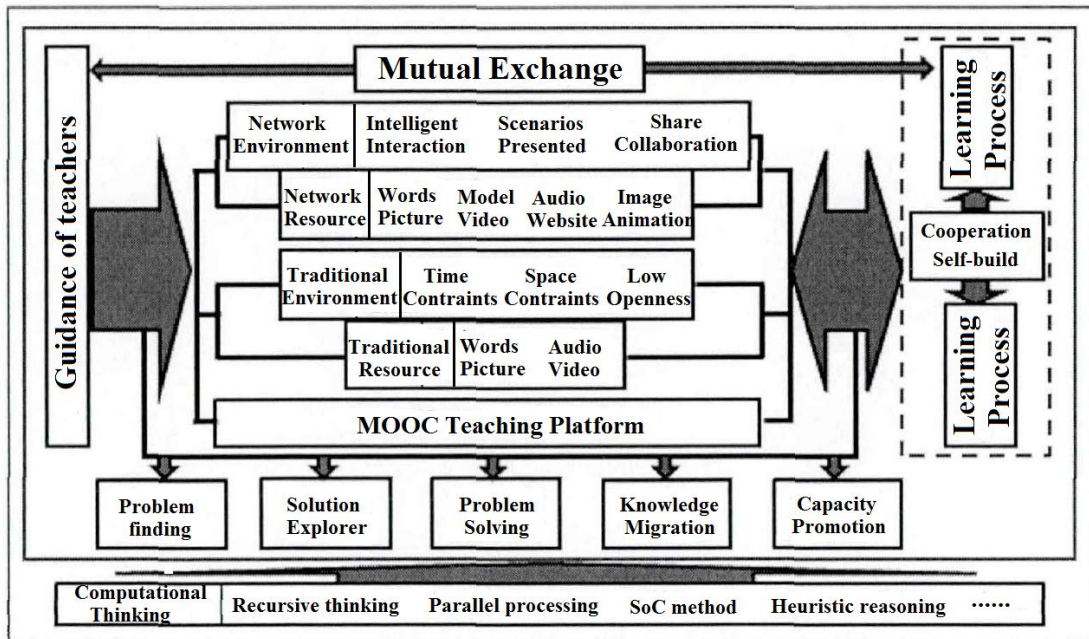 Mutual Exchange
Guidance of teachers
Network Environment
Intelligent Interaction
Scenarios Presented
Share Collaboration
Network Resource
Words Picture
Model Video
Audio Website
Image Animation
Traditional Environment
Time Contraints
Space Contraints
Low Openness
Traditional Resource
Words Picture
Audio Video
MOOC Teaching Platform
Learning Process
Cooperation
Self-build
Learning Process
Problem finding
Solution Explorer
Problem Solving
Knowledge Migration
Capacity Promotion
Computational Thinking
Recursive thinking Parallel processing SoC method Heuristic reasoning ······